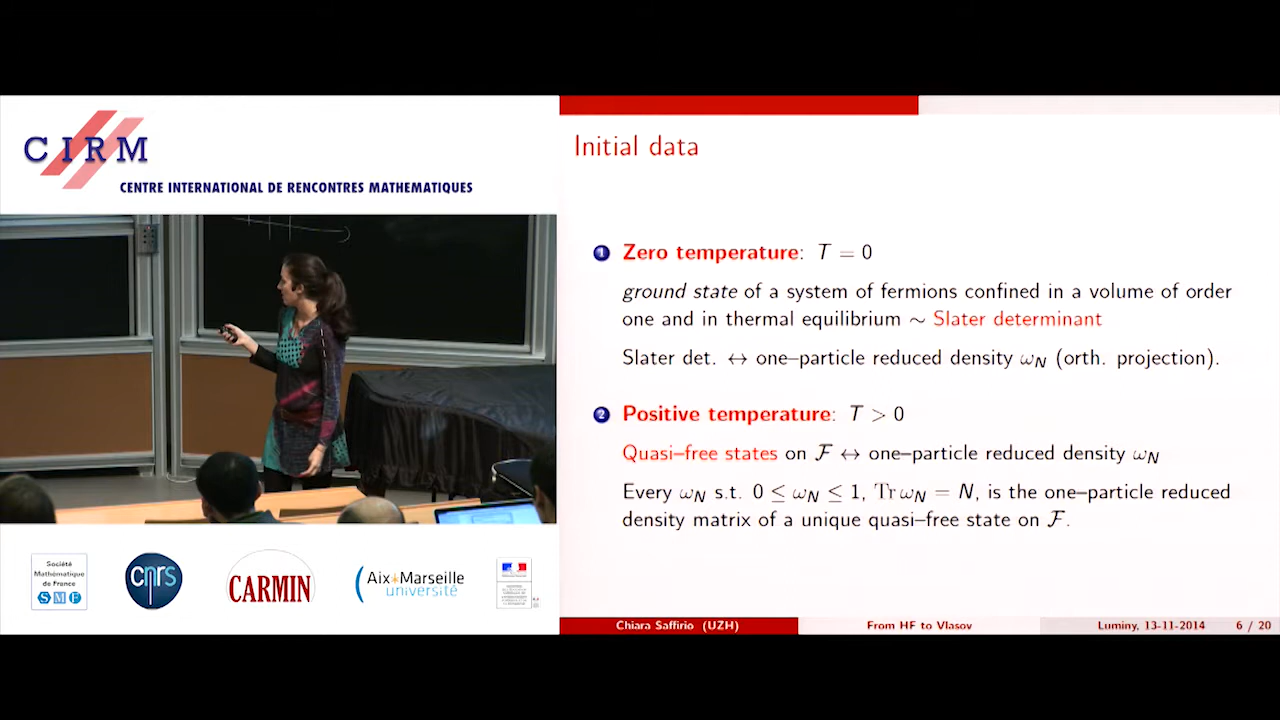 CIRM
CENTRE INTERNATIONAL DE RENCONTRES MATHEMATIQUES
Société
Mathématique
de France
SMF
cnrs
CARMIN
Aix*Marseille
université
Initial data
1 Zero temperature: T = 0
ground state of a system of fermions confined in a volume of order
one and in thermal equilibrium ∼ Slater determinant
Slater det. ↔ one–particle reduced density ω_N (orth. projection).
2 Positive temperature: T > 0
Quasi–free states on ℱ ↔ one–particle reduced density ω_N
Every ω_N s.t. 0 ≤ ω_N ≤ 1, Tr ω_N = N, is the one–particle reduced
density matrix of a unique quasi–free state on ℱ.
Chiara Saffirio (UZH) From HF to Vlasov Luminy, 13-11-2014 6 / 20